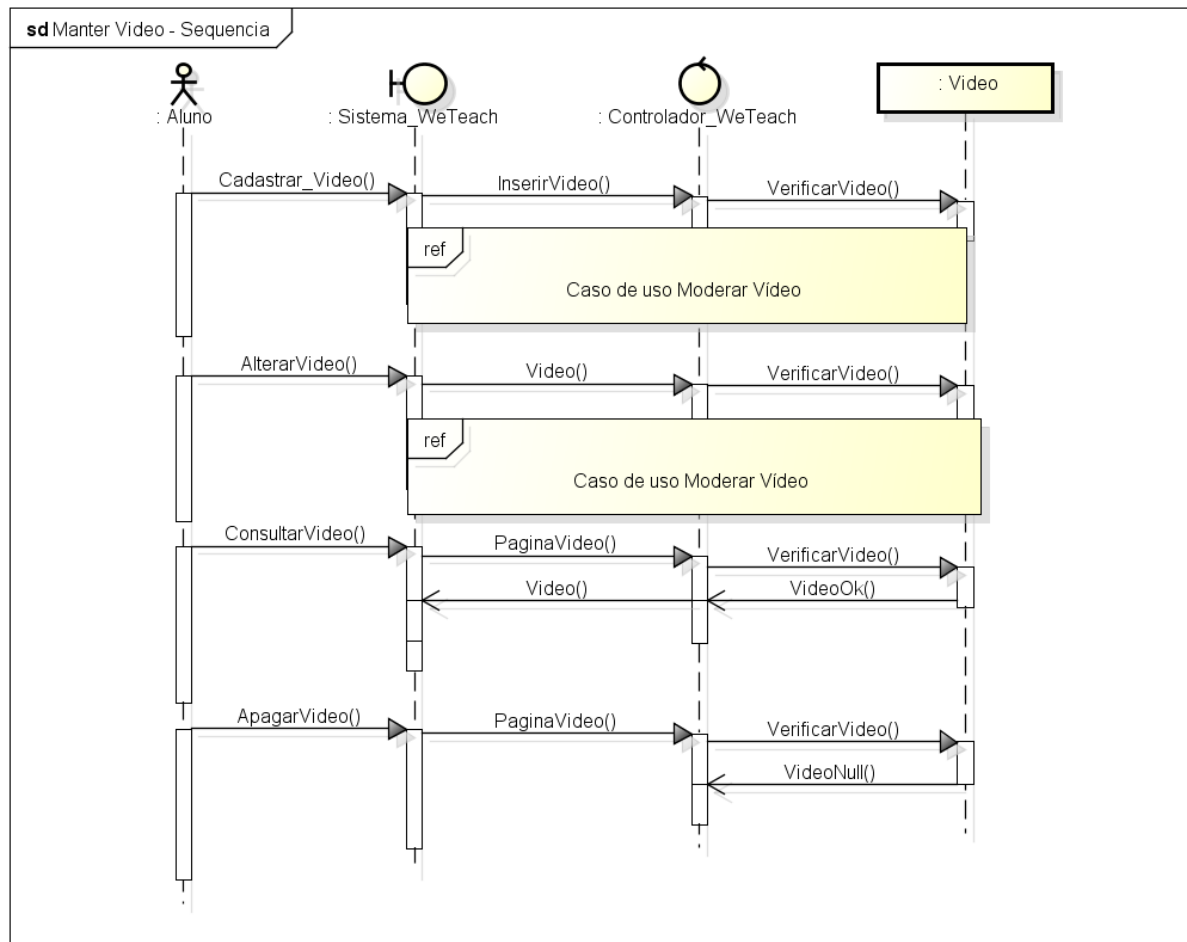 sd Manter Video - Sequencia
: Aluno
: Sistema_WeTeach
: Controlador_WeTeach
: Video
Cadastrar_Video()
InserirVideo()
VerificarVideo()
ref
Caso de uso Moderar Vídeo
AlterarVideo()
Video()
VerificarVideo()
ref
Caso de uso Moderar Vídeo
ConsultarVideo()
PaginaVideo()
VerificarVideo()
Video()
VideoOk()
ApagarVideo()
PaginaVideo()
VerificarVideo()
VideoNull()